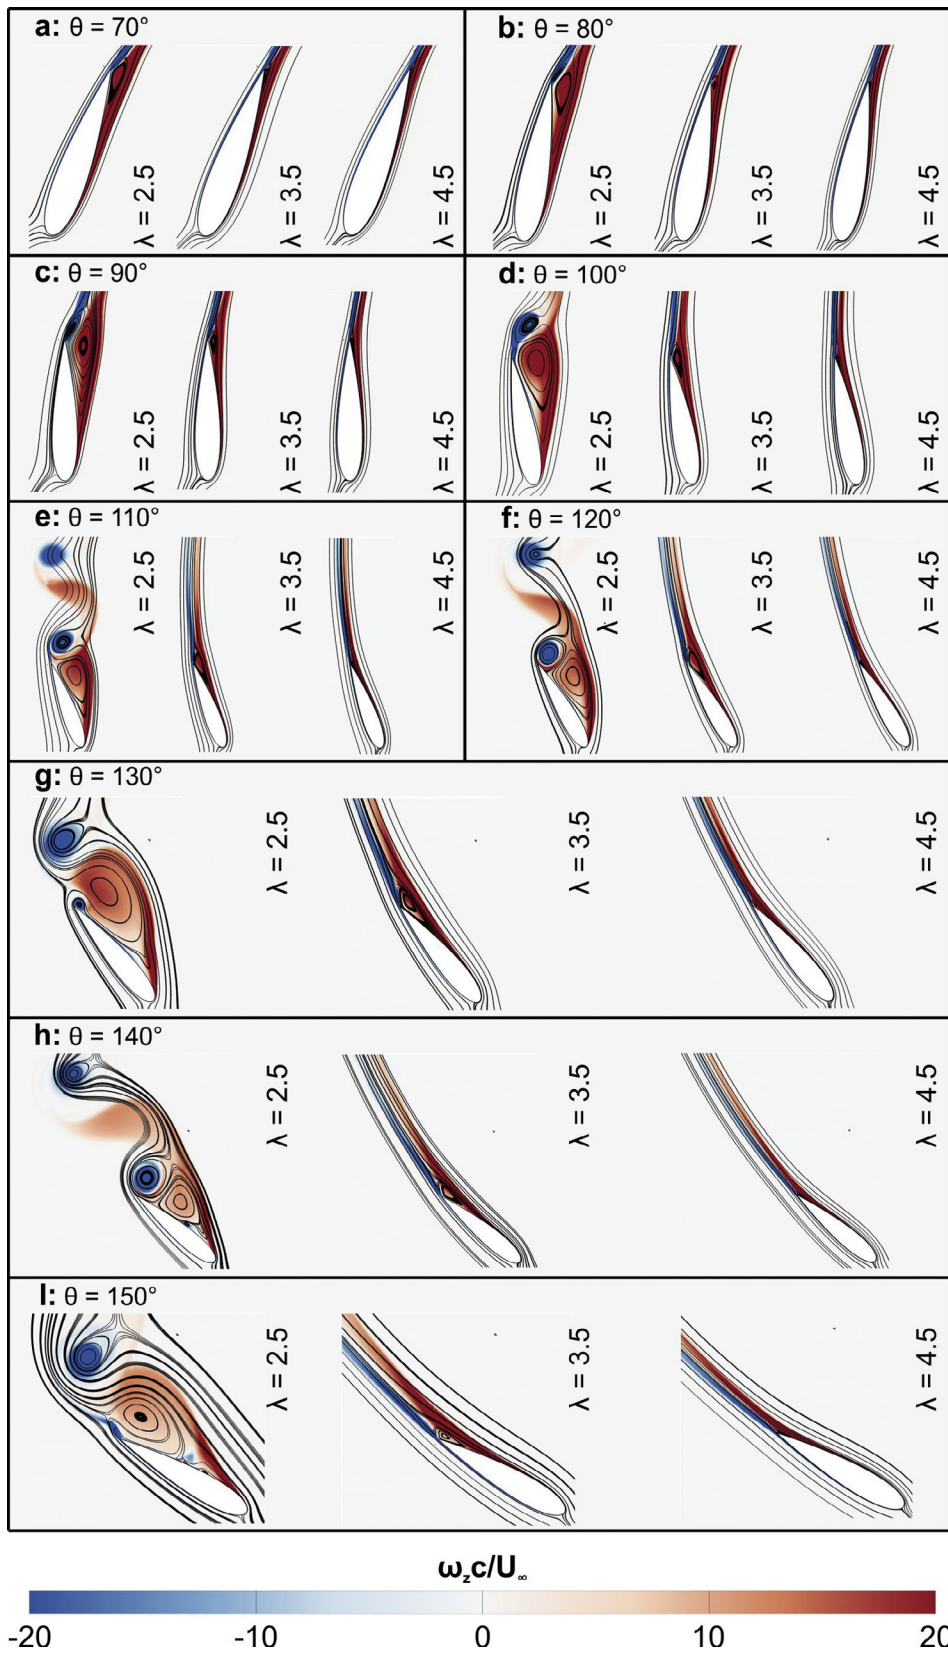 a: θ = 70°
λ = 2.5
λ = 3.5
λ = 4.5
b: θ = 80°
λ = 2.5
λ = 3.5
λ = 4.5
c: θ = 90°
λ = 2.5
λ = 3.5
λ = 4.5
d: θ = 100°
λ = 2.5
λ = 3.5
λ = 4.5
e: θ = 110°
λ = 2.5
λ = 3.5
λ = 4.5
f: θ = 120°
λ = 2.5
λ = 3.5
λ = 4.5
g: θ = 130°
λ = 2.5
λ = 3.5
λ = 4.5
h: θ = 140°
λ = 2.5
λ = 3.5
λ = 4.5
I: θ = 150°
λ = 2.5
λ = 3.5
λ = 4.5
ω_zc/U_∞
-20 -10 0 10 20